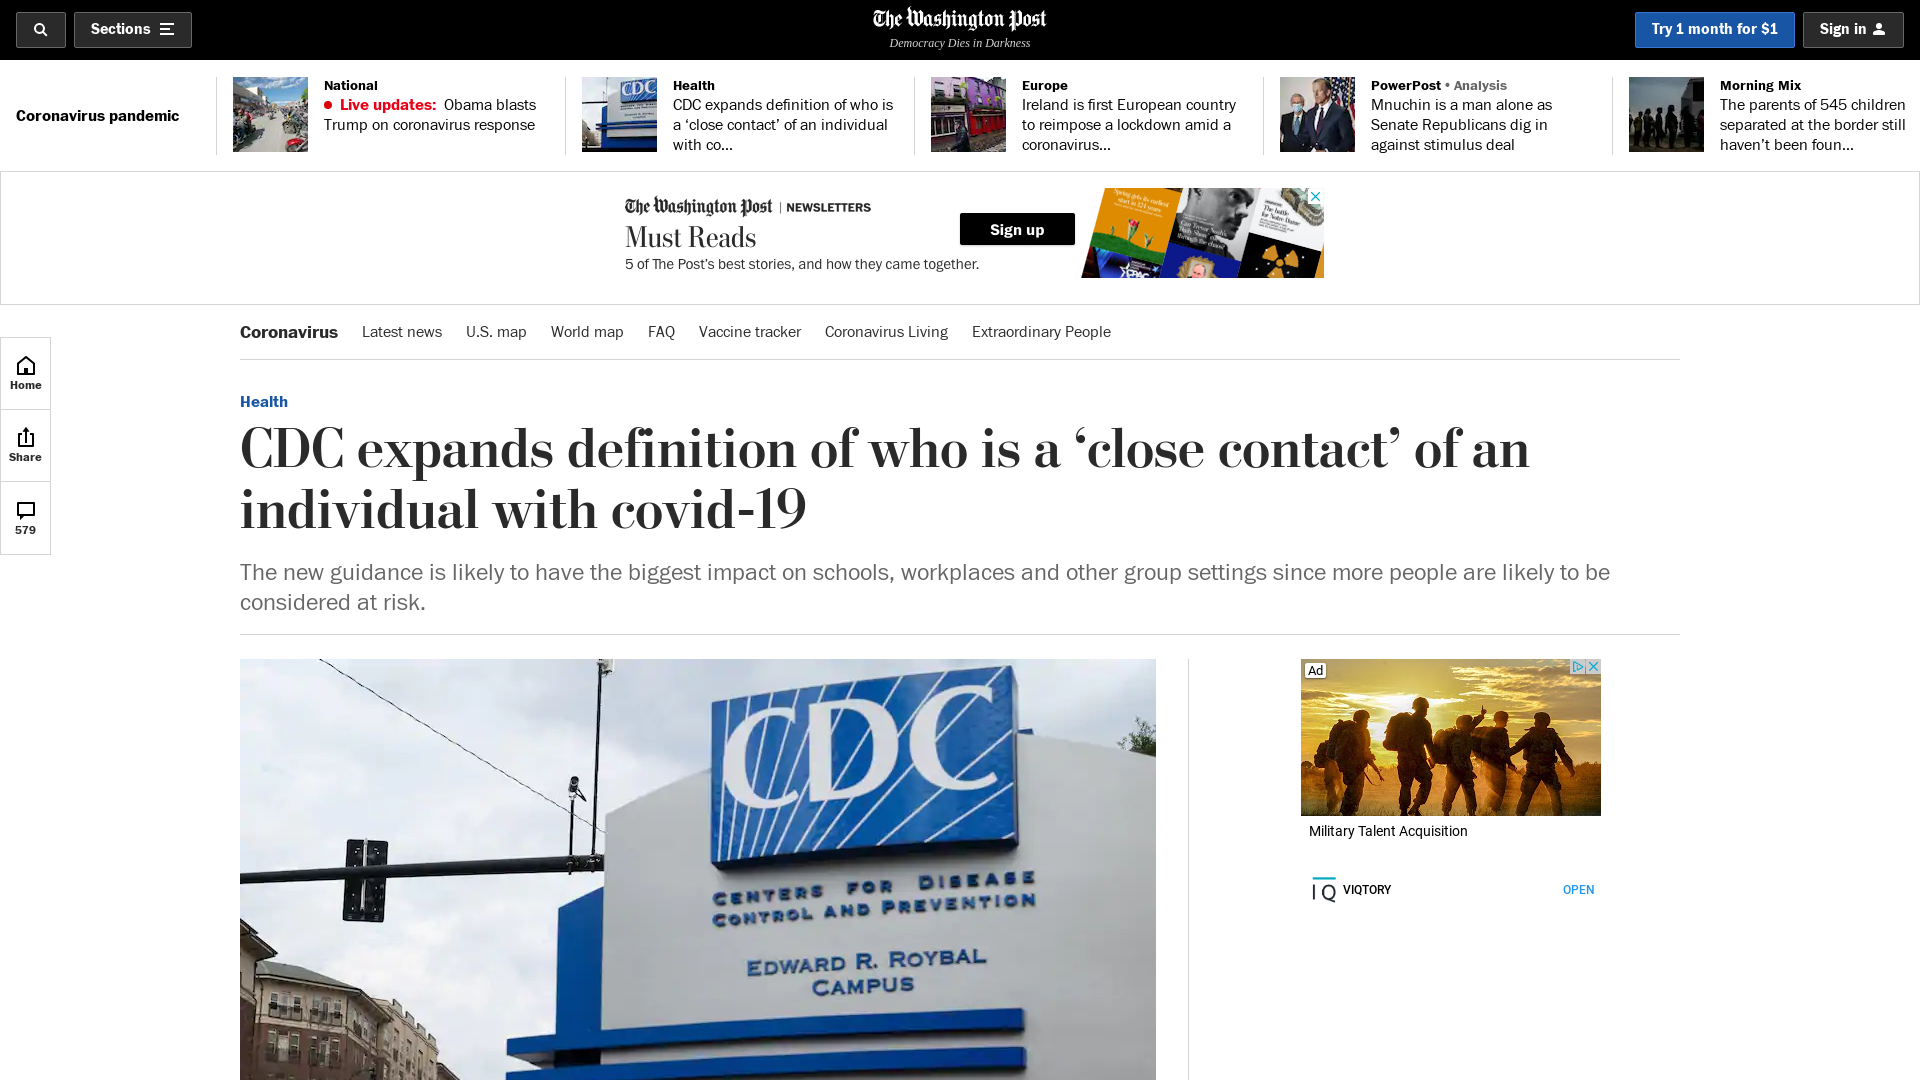 Sections
The Washington Post
Democracy Dies in Darkness
Try 1 month for $1
Sign in
Coronavirus pandemic
National
Live updates: Obama blasts
Trump on coronavirus response
Health
CDC expands definition of who is
a ‘close contact’ of an individual
with co...
Europe
Ireland is first European country
to reimpose a lockdown amid a
coronavirus...
PowerPost • Analysis
Mnuchin is a man alone as
Senate Republicans dig in
against stimulus deal
Morning Mix
The parents of 545 children
separated at the border still
haven’t been foun...
The Washington Post | NEWSLETTERS
Must Reads
5 of The Post’s best stories, and how they came together.
Sign up
Coronavirus Latest news U.S. map World map FAQ Vaccine tracker Coronavirus Living Extraordinary People
Home
Share
579
Health
CDC expands definition of who is a ‘close contact’ of an
individual with covid-19
The new guidance is likely to have the biggest impact on schools, workplaces and other group settings since more people are likely to be
considered at risk.
CDC
CENTERS FOR DISEASE
CONTROL AND PREVENTION
EDWARD R. ROYBAL
CAMPUS
Ad
Military Talent Acquisition
IQ VIQTORY
OPEN